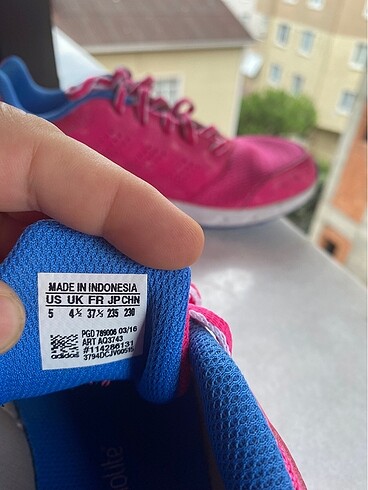 MADE IN INDONESIA
US UK FR JP CHN
5 4½ 37⅓ 235 230
PGD 789006 03/16
ART AQ3743
#114286131
3794DCJV00515
adidas